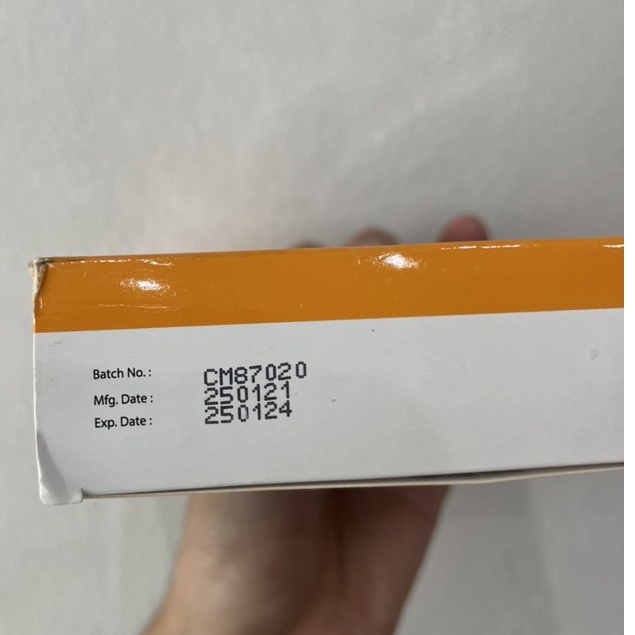 Batch No.: CM87020
Mfg. Date: 250121
Exp. Date: 250124